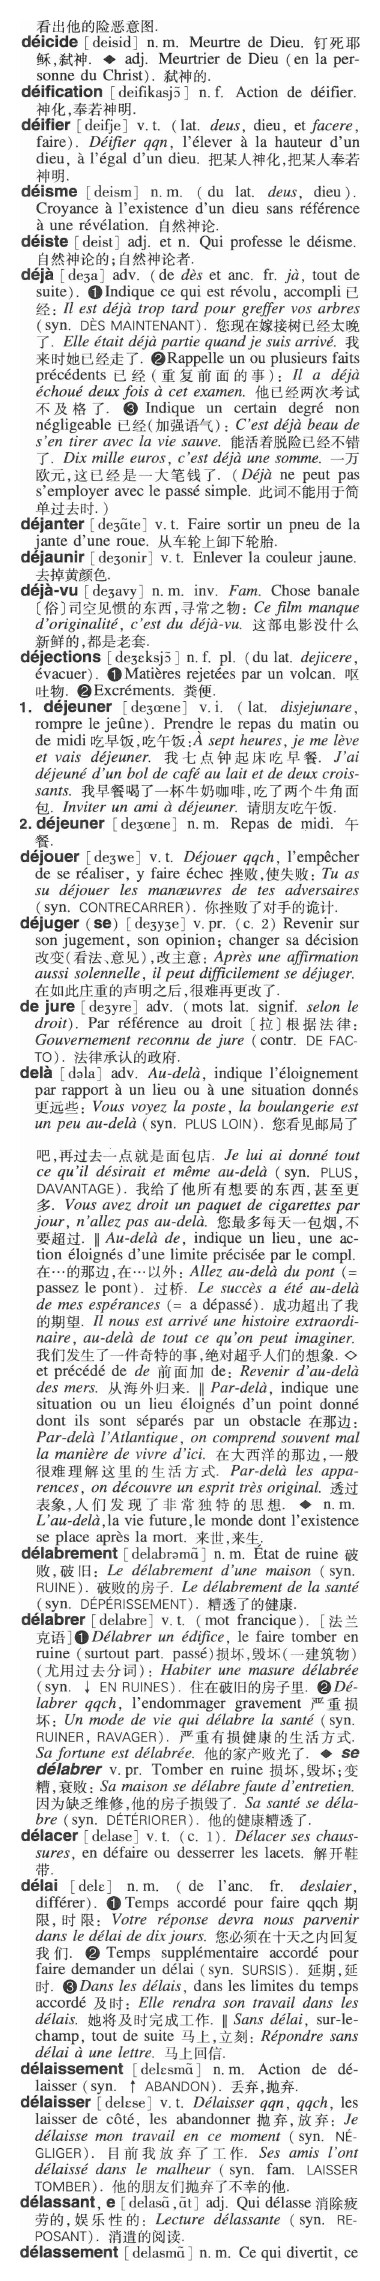 看出他的险恶意图.
déicide [deisid] n. m. Meurtre de Dieu. 钉死耶
稣,弑神. ◆ adj. Meurtrier de Dieu (en la per-
sonne du Christ). 弑神的.
déification [deifikasjɔ̃] n. f. Action de déifier.
神化,奉若神明.
déifier [deifje] v. t. (lat. deus, dieu, et facere,
faire). Déifier qqn, l'élever à la hauteur d'un
dieu, à l'égal d'un dieu. 把某人神化,把某人奉若
神明.
déisme [deism] n. m. (du lat. deus, dieu).
Croyance à l'existence d'un dieu sans référence
à une révélation. 自然神论.
déiste [deist] adj. et n. Qui professe le déisme.
自然神论的;自然神论者.
déjà [deʒa] adv. (de dès et anc. fr. jà, tout de
suite). ❶Indique ce qui est révolu, accompli 已
经: Il est déjà trop tard pour greffer vos arbres
(syn. DÈS MAINTENANT). 您现在嫁接树已经太晚
了. Elle était déjà partie quand je suis arrivé. 我
来时她已经走了. ❷Rappelle un ou plusieurs faits
précédents 已经(重复前面的事): Il a déjà
échoué deux fois à cet examen. 他已经两次考试
不及格了. ❸ Indique un certain degré non
négligeable 已经(加强语气): C'est déjà beau de
s'en tirer avec la vie sauve. 能活着脱险已经不错
了. Dix mille euros, c'est déjà une somme. 一万
欧元,这已经是一大笔钱了. (Déjà ne peut pas
s'employer avec le passé simple. 此词不能用于简
单过去时.)
déjanter [deʒɑ̃te] v. t. Faire sortir un pneu de la
jante d'une roue. 从车轮上卸下轮胎.
déjaunir [deʒonir] v. t. Enlever la couleur jaune.
去掉黄颜色.
déjà-vu [deʒavy] n. m. inv. Fam. Chose banale
[俗]司空见惯的东西,寻常之物: Ce film manque
d'originalité, c'est du déjà-vu. 这部电影没什么
新鲜的,都是老套.
déjections [deʒɛksjɔ̃] n. f. pl. (du lat. dejicere,
évacuer). ❶Matières rejetées par un volcan. 呕
吐物. ❷Excréments. 粪便.
1. déjeuner [deʒœne] v. i. (lat. disjejunare,
rompre le jeûne). Prendre le repas du matin ou
de midi 吃早饭,吃午饭:À sept heures, je me lève
et vais déjeuner. 我七点钟起床吃早餐. J'ai
déjeuné d'un bol de café au lait et de deux crois-
sants. 我早餐喝了一杯牛奶咖啡,吃了两个牛角面
包. Inviter un ami à déjeuner. 请朋友吃午饭.
2. déjeuner [deʒœne] n. m. Repas de midi. 午
餐.
déjouer [deʒwe] v. t. Déjouer qqch, l'empêcher
de se réaliser, y faire échec 挫败,使失败: Tu as
su déjouer les manœuvres de tes adversaires
(syn. CONTRECARRER). 你挫败了对手的诡计.
déjuger (se) [deʒyʒe] v. pr. (c. 2) Revenir sur
son jugement, son opinion; changer sa décision
改变(看法、意见),改主意: Après une affirmation
aussi solennelle, il peut difficilement se déjuger.
在如此庄重的声明之后,很难再更改了.
de jure [deʒyre] adv. (mots lat. signif. selon le
droit). Par référence au droit [拉]根据法律:
Gouvernement reconnu de jure (contr. DE FAC-
TO). 法律承认的政府.
delà [dəla] adv. Au-delà, indique l'éloignement
par rapport à un lieu ou à une situation donnés
更远些: Vous voyez la poste, la boulangerie est
un peu au-delà (syn. PLUS LOIN). 您看见邮局了
吧,再过去一点就是面包店. Je lui ai donné tout
ce qu'il désirait et même au-delà (syn. PLUS,
DAVANTAGE). 我给了他所有想要的东西,甚至更
多. Vous avez droit un paquet de cigarettes par
jour, n'allez pas au-delà. 您最多每天一包烟,不
要超过. ‖ Au-delà de, indique un lieu, une ac-
tion éloignés d'une limite précisée par le compl.
在…的那边,在…以外: Allez au-delà du pont (=
passez le pont). 过桥. Le succès a été au-delà
de mes espérances (= a dépassé). 成功超出了我
的期望. Il nous est arrivé une histoire extraordi-
naire, au-delà de tout ce qu'on peut imaginer.
我们发生了一件奇特的事,绝对超乎人们的想象. ◇
et précédé de de 前面加 de: Revenir d'au-delà
des mers. 从海外归来. ‖ Par-delà, indique une
situation ou un lieu éloignés d'un point donné
dont ils sont séparés par un obstacle 在那边:
Par-delà l'Atlantique, on comprend souvent mal
la manière de vivre d'ici. 在大西洋的那边,一般
很难理解这里的生活方式. Par-delà les appa-
rences, on découvre un esprit très original. 透过
表象,人们发现了非常独特的思想. ◆ n. m.
L'au-delà,la vie future,le monde dont l'existence
se place après la mort. 来世,来生.
délabrement [delabrəmɑ̃] n. m. État de ruine 破
败,破旧: Le délabrement d'une maison (syn.
RUINE). 破败的房子. Le délabrement de la santé
(syn. DÉPÉRISSEMENT). 糟透了的健康.
délabrer [delabre] v. t. (mot francique). [法兰
克语]❶Délabrer un édifice, le faire tomber en
ruine (surtout part. passé)损坏,毁坏(一建筑物)
(尤用过去分词): Habiter une masure délabrée
(syn. ↓ EN RUINES). 住在破旧的房子里. ❷Dé-
labrer qqch, l'endommager gravement 严重损
坏: Un mode de vie qui délabre la santé (syn.
RUINER, RAVAGER). 严重有损健康的生活方式.
Sa fortune est délabrée. 他的家产败光了. ◆ se
délabrer v. pr. Tomber en ruine 损坏,毁坏;变
糟,衰败: Sa maison se délabre faute d'entretien.
因为缺乏维修,他的房子损毁了. Sa santé se déla-
bre (syn. DÉTÉRIORER). 他的健康糟透了.
délacer [delase] v. t. (c. 1). Délacer ses chaus-
sures, en défaire ou desserrer les lacets. 解开鞋
带.
délai [delɛ] n. m. (de l'anc. fr. deslaier,
différer). ❶ Temps accordé pour faire qqch 期
限,时限: Votre réponse devra nous parvenir
dans le délai de dix jours. 您必须在十天之内回复
我们. ❷ Temps supplémentaire accordé pour
faire demander un délai (syn. SURSIS). 延期,延
时. ❸Dans les délais, dans les limites du temps
accordé 及时: Elle rendra son travail dans les
délais. 她将及时完成工作. ‖ Sans délai, sur-le-
champ, tout de suite 马上,立刻: Répondre sans
délai à une lettre. 马上回信.
délaissement [delɛsmɑ̃] n. m. Action de dé-
laisser (syn. ↑ ABANDON). 丢弃,抛弃.
délaisser [delɛse] v. t. Délaisser qqn, qqch, les
laisser de côté, les abandonner 抛弃,放弃: Je
délaisse mon travail en ce moment (syn. NÉ-
GLIGER). 目前我放弃了工作. Ses amis l'ont
délaissé dans le malheur (syn. fam. LAISSER
TOMBER). 他的朋友们抛弃了不幸的他.
délassant, e [delasɑ̃,ɑ̃t] adj. Qui délasse 消除疲
劳的,娱乐性的: Lecture délassante (syn. RE-
POSANT). 消遣的阅读.
délassement [delasmɑ̃] n. m. Ce qui divertit, ce